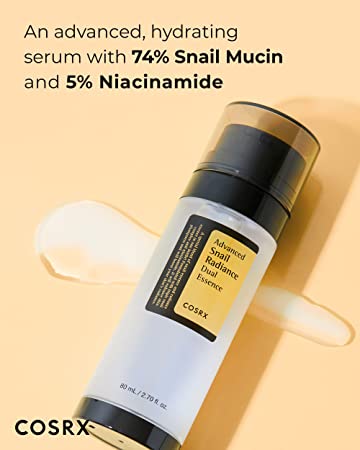 An advanced, hydrating
serum with 74% Snail Mucin
and 5% Niacinamide
Advanced
Snail
Radiance
Dual
Essence
COSRX
80 mL / 2.70 fl. oz.
COSRX